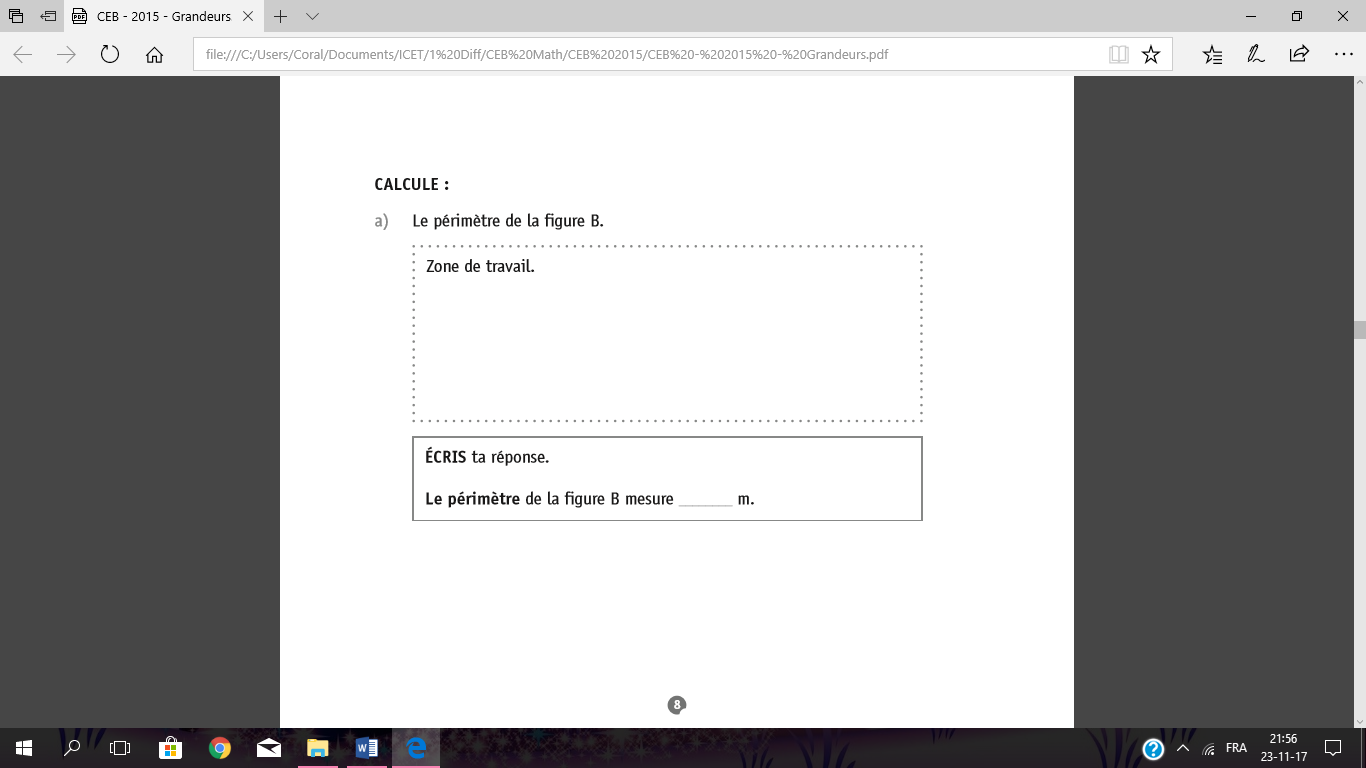 CEB - 2015 - Grandeurs
file:///C:/Users/Coral/Documents/ICET/1%20Diff/CEB%20Math/CEB%202015/CEB%20-%202015%20-%20Grandeurs.pdf
CALCULE :
a) Le périmètre de la figure B.
Zone de travail.
ÉCRIS ta réponse.
Le périmètre de la figure B mesure _______ m.
8
FRA
21:56
23-11-17